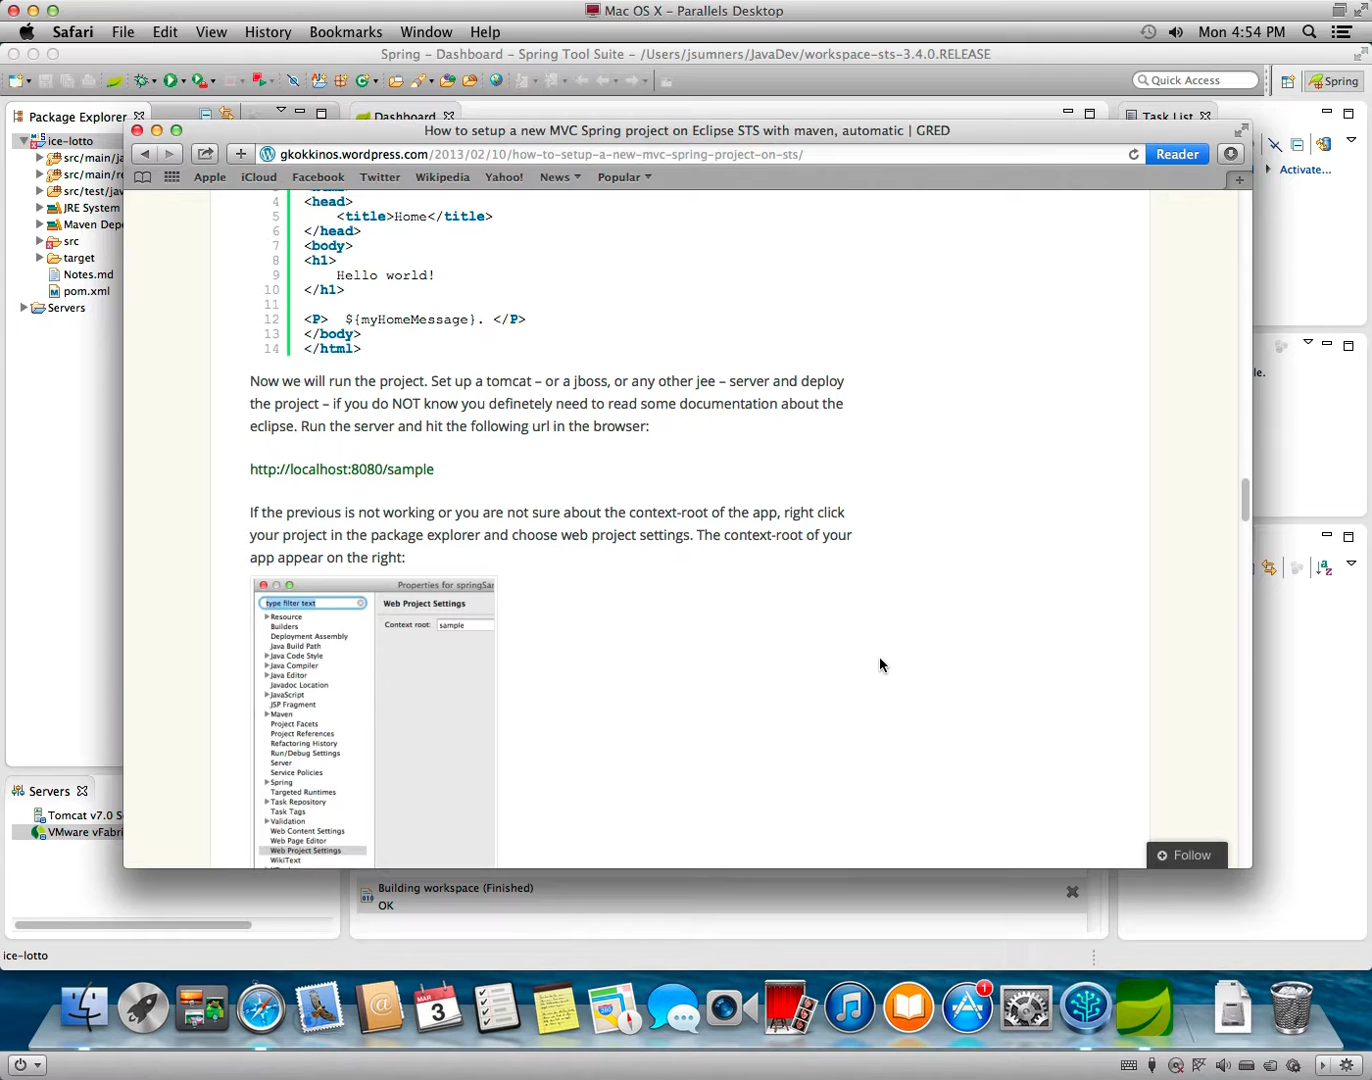 Mac OS X – Parallels Desktop
Safari File Edit View History Bookmarks Window Help Mon 4:54 PM
Spring – Dashboard – Spring Tool Suite – /Users/jsumners/JavaDev/workspace-sts-3.4.0.RELEASE
Quick Access Spring
Package Explorer Dashboard Task List
How to setup a new MVC Spring project on Eclipse STS with maven, automatic | GRED
ice-lotto
gkokkinos.wordpress.com/2013/02/10/how-to-setup-a-new-mvc-spring-project-on-sts/ Reader
src/main/ja
Activate...
src/main/re
Apple iCloud Facebook Twitter Wikipedia Yahoo! News Popular
src/test/jav
JRE System
Maven Depe
src
target
Notes.md
pom.xml
Servers
4 <head>
5 <title>Home</title>
6 </head>
7 <body>
8 <h1>
9 Hello world!
10 </h1>
11
12 <P> ${myHomeMessage}. </P>
13 </body>
14 </html>
le.
Now we will run the project. Set up a tomcat – or a jboss, or any other jee – server and deploy
the project – if you do NOT know you definetely need to read some documentation about the
eclipse. Run the server and hit the following url in the browser:
http://localhost:8080/sample
If the previous is not working or you are not sure about the context-root of the app, right click
your project in the package explorer and choose web project settings. The context-root of your
app appear on the right:
Properties for springSar
type filter text Web Project Settings
Resource Context root: sample
Builders
Deployment Assembly
Java Build Path
Java Code Style
Java Compiler
Java Editor
Javadoc Location
JavaScript
JSP Fragment
Maven
Project Facets
Project References
Refactoring History
Run/Debug Settings
Server
Service Policies
Spring
Targeted Runtimes
Task Repository
Task Tags
Validation
Web Content Settings
Web Page Editor
Web Project Settings
WikiText
Servers
Tomcat v7.0 S
VMware vFabri
Follow
Building workspace (Finished)
OK
ice-lotto
MAR
3
1